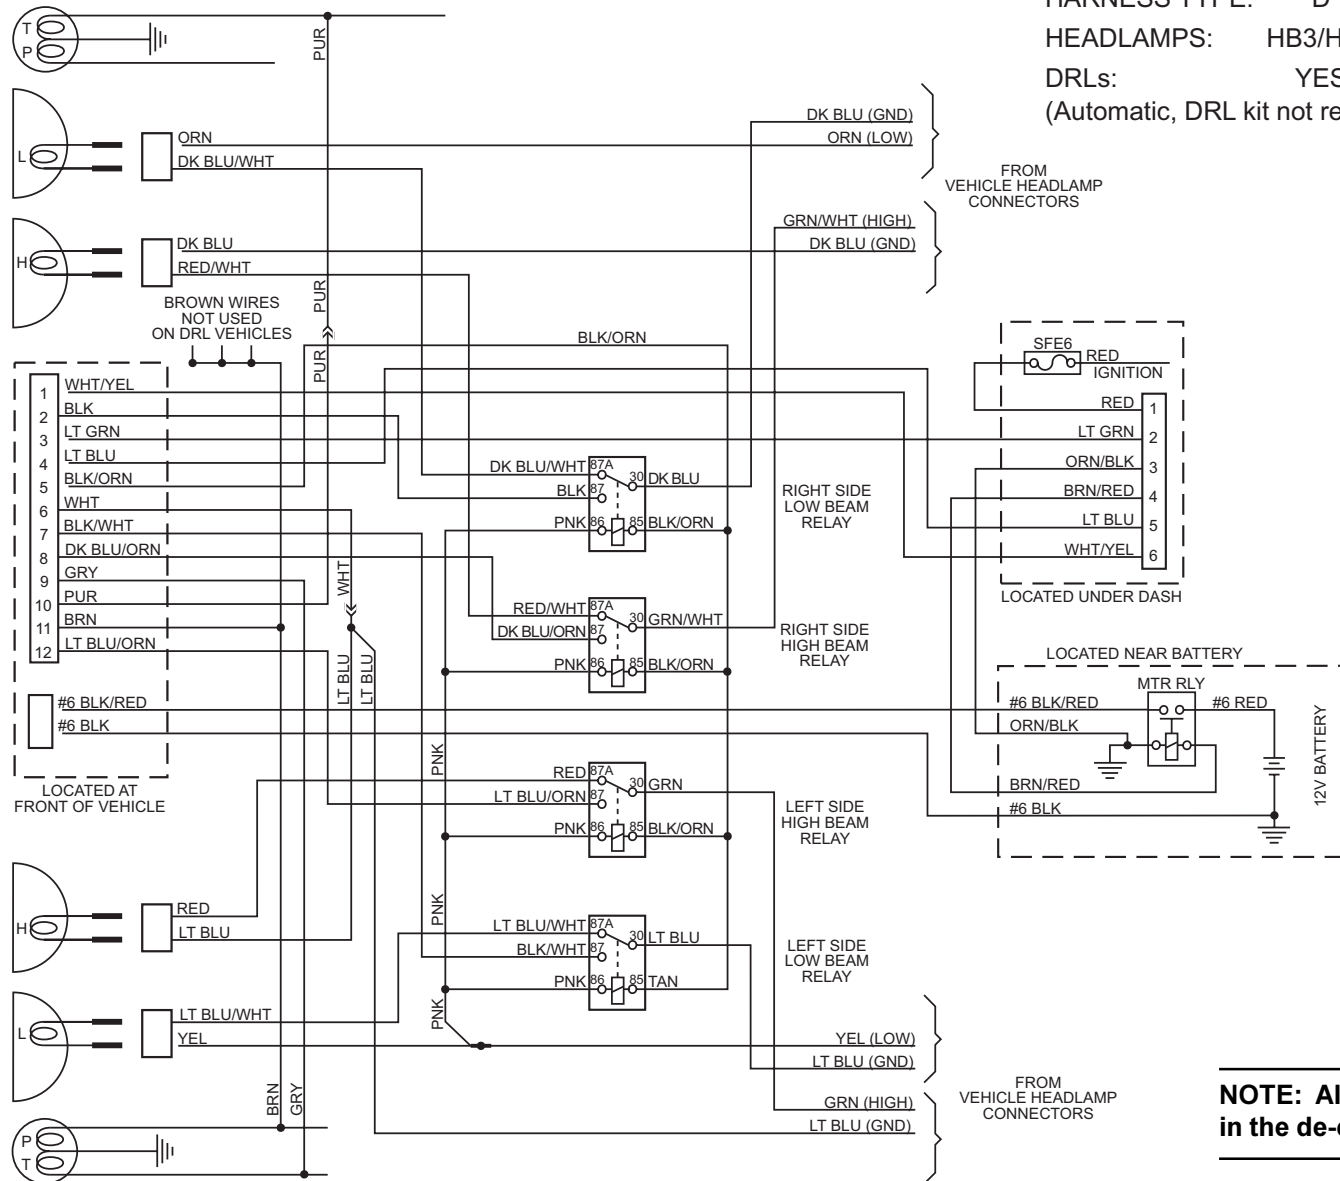 HARNESS TYPE: D
HEADLAMPS: HB3/H
DRLs: YES
(Automatic, DRL kit not re
T
P
PUR
L
ORN
DK BLU/WHT
DK BLU (GND)
ORN (LOW)
FROM
VEHICLE HEADLAMP
CONNECTORS
H
DK BLU
RED/WHT
GRN/WHT (HIGH)
DK BLU (GND)
BROWN WIRES
NOT USED
ON DRL VEHICLES
PUR
PUR
BLK/ORN
1 WHT/YEL
2 BLK
3 LT GRN
4 LT BLU
5 BLK/ORN
6 WHT
7 BLK/WHT
8 DK BLU/ORN
9 GRY
10 PUR
11 BRN
12 LT BLU/ORN
#6 BLK/RED
#6 BLK
LOCATED AT
FRONT OF VEHICLE
WHT
LT BLU
LT BLU
SFE6
RED
IGNITION
RED 1
LT GRN 2
ORN/BLK 3
BRN/RED 4
LT BLU 5
WHT/YEL 6
LOCATED UNDER DASH
DK BLU/WHT 87A
30 DK BLU
BLK 87
PNK 86 85 BLK/ORN
RIGHT SIDE
LOW BEAM
RELAY
RED/WHT 87A
30 GRN/WHT
DK BLU/ORN 87
PNK 86 85 BLK/ORN
RIGHT SIDE
HIGH BEAM
RELAY
LOCATED NEAR BATTERY
MTR RLY
#6 BLK/RED
#6 RED
ORN/BLK
BRN/RED
#6 BLK
12V BATTERY
PNK
RED 87A
30 GRN
LT BLU/ORN 87
PNK 86 85 BLK/ORN
LEFT SIDE
HIGH BEAM
RELAY
H
RED
LT BLU
PNK
LT BLU/WHT 87A
30 LT BLU
BLK/WHT 87
PNK 86 85 TAN
LEFT SIDE
LOW BEAM
RELAY
L
LT BLU/WHT
YEL
PNK
YEL (LOW)
LT BLU (GND)
GRN (HIGH)
LT BLU (GND)
FROM
VEHICLE HEADLAMP
CONNECTORS
BRN
GRY
P
T
NOTE: Al
in the de-